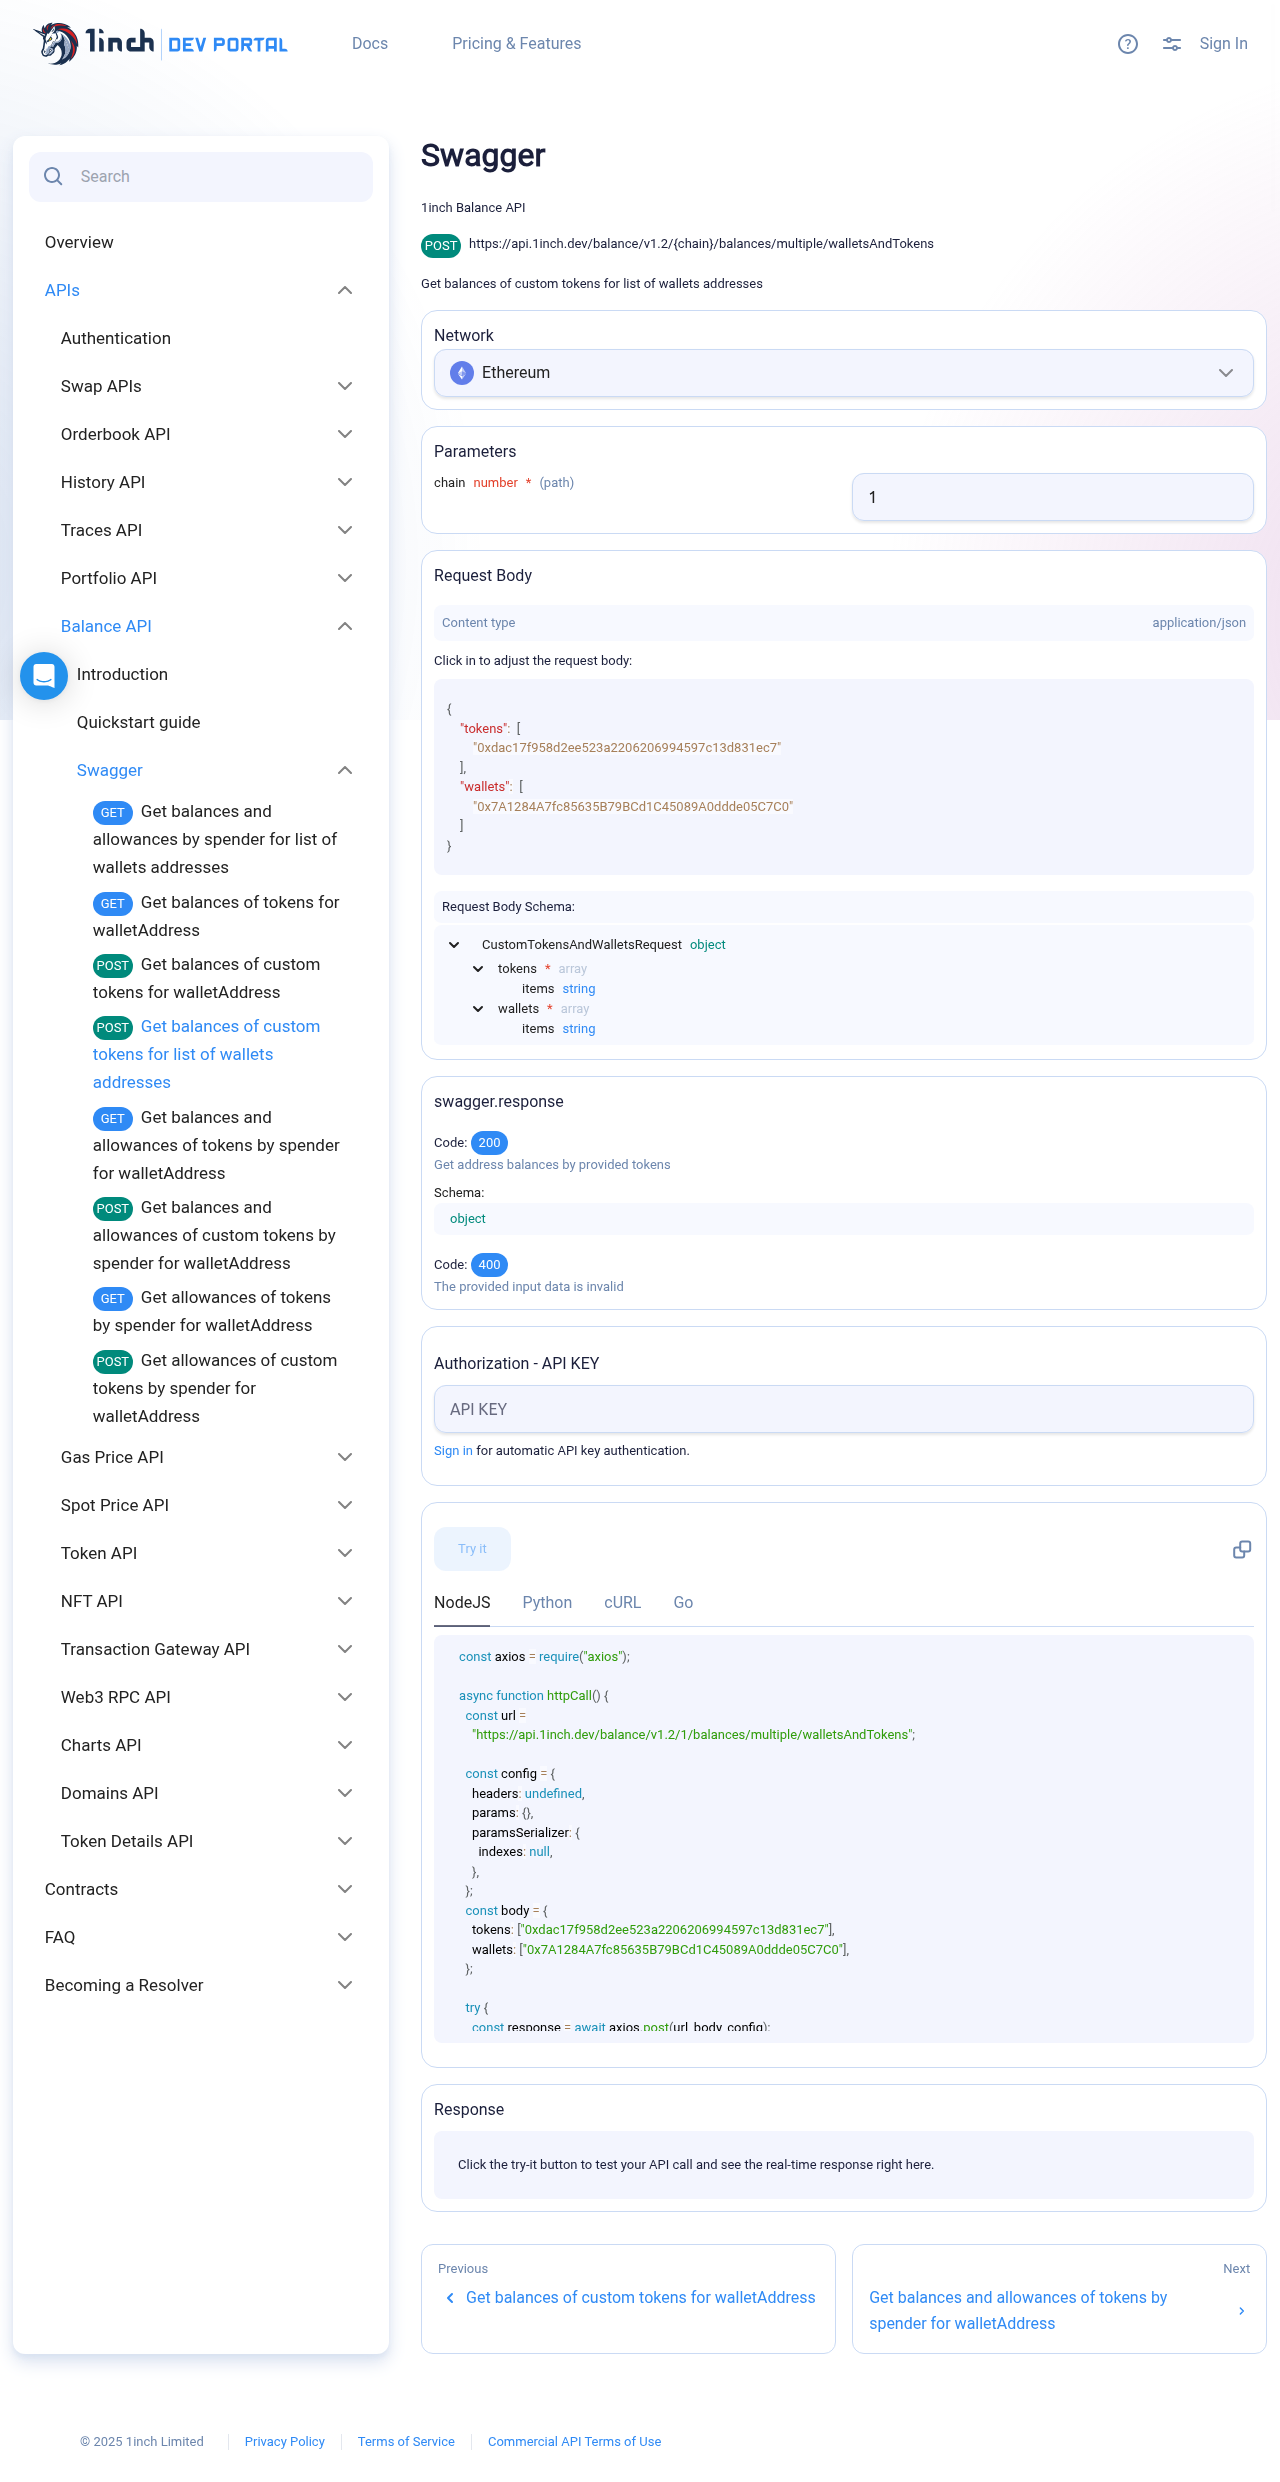 1inch DEV PORTAL
Docs
Pricing & Features
Sign In
Search
Overview
APIs
Authentication
Swap APIs
Orderbook API
History API
Traces API
Portfolio API
Balance API
Introduction
Quickstart guide
Swagger
GET Get balances and
allowances by spender for list of
wallets addresses
GET Get balances of tokens for
walletAddress
POST Get balances of custom
tokens for walletAddress
POST Get balances of custom
tokens for list of wallets
addresses
GET Get balances and
allowances of tokens by spender
for walletAddress
POST Get balances and
allowances of custom tokens by
spender for walletAddress
GET Get allowances of tokens
by spender for walletAddress
POST Get allowances of custom
tokens by spender for
walletAddress
Gas Price API
Spot Price API
Token API
NFT API
Transaction Gateway API
Web3 RPC API
Charts API
Domains API
Token Details API
Contracts
FAQ
Becoming a Resolver
Swagger
1inch Balance API
POST https://api.1inch.dev/balance/v1.2/{chain}/balances/multiple/walletsAndTokens
Get balances of custom tokens for list of wallets addresses
Network
Ethereum
Parameters
chain number * (path)
1
Request Body
Content type application/json
Click in to adjust the request body:
{
"tokens": [
"0xdac17f958d2ee523a2206206994597c13d831ec7"
],
"wallets": [
"0x7A1284A7fc85635B79BCd1C45089A0ddde05C7C0"
]
}
Request Body Schema:
CustomTokensAndWalletsRequest object
tokens * array
items string
wallets * array
items string
swagger.response
Code: 200
Get address balances by provided tokens
Schema:
object
Code: 400
The provided input data is invalid
Authorization - API KEY
API KEY
Sign in for automatic API key authentication.
Try it
NodeJS Python cURL Go
const axios = require("axios");
async function httpCall() {
const url =
"https://api.1inch.dev/balance/v1.2/1/balances/multiple/walletsAndTokens";
const config = {
headers: undefined,
params: {},
paramsSerializer: {
indexes: null,
},
};
const body = {
tokens: ["0xdac17f958d2ee523a2206206994597c13d831ec7"],
wallets: ["0x7A1284A7fc85635B79BCd1C45089A0ddde05C7C0"],
};
try {
const response = await axios.post(url, body, config);
Response
Click the try-it button to test your API call and see the real-time response right here.
Previous
Get balances of custom tokens for walletAddress
Next
Get balances and allowances of tokens by
spender for walletAddress
© 2025 1inch Limited
Privacy Policy
Terms of Service
Commercial API Terms of Use